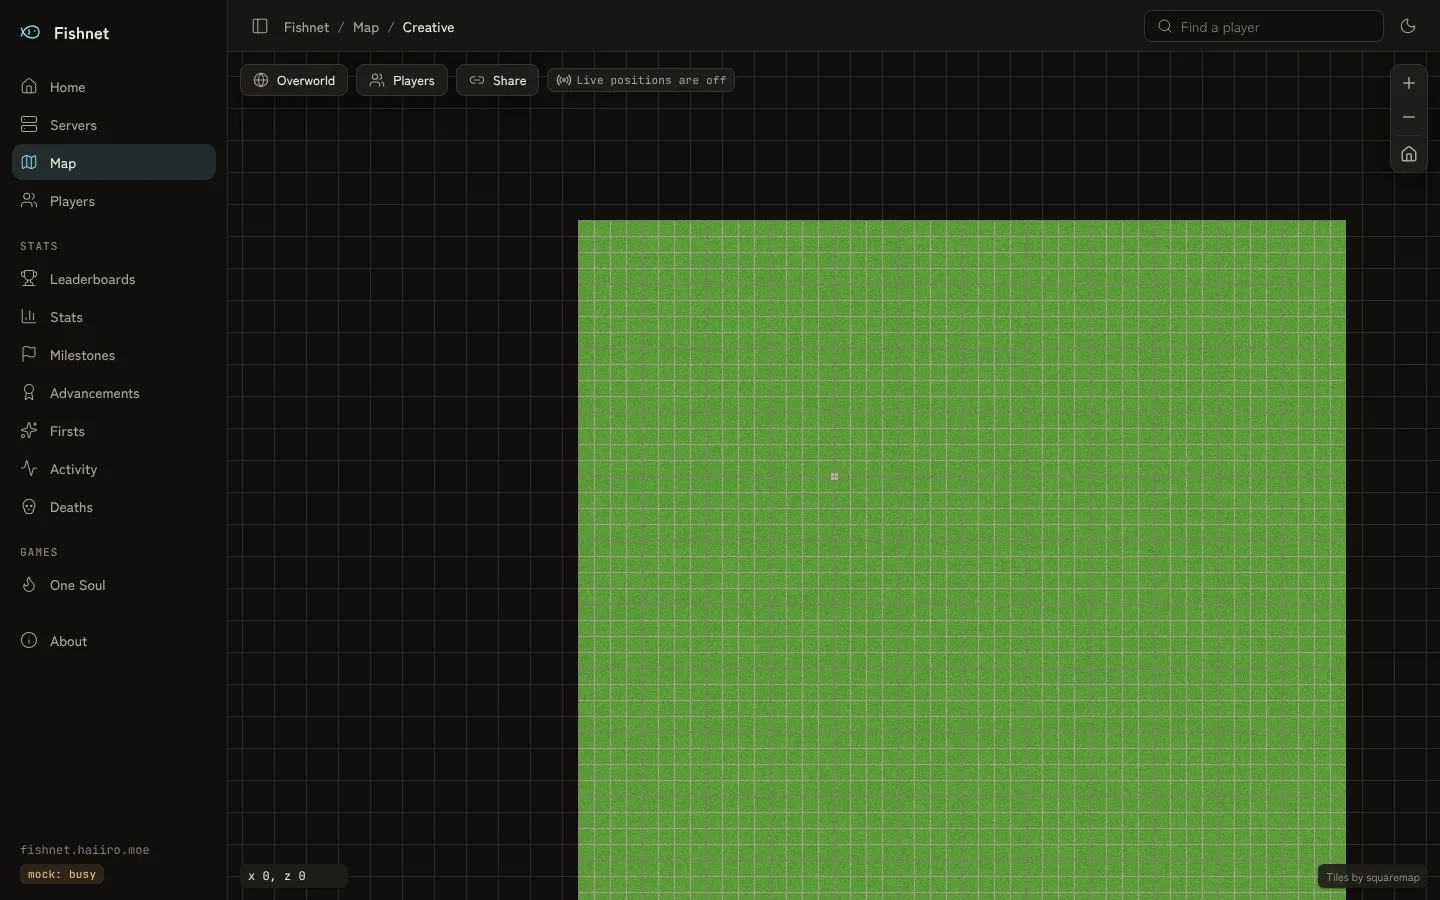 Fishnet
Home
Servers
Map
Players
STATS
Leaderboards
Stats
Milestones
Advancements
Firsts
Activity
Deaths
GAMES
One Soul
About
fishnet.haiiro.moe
mock: busy
Fishnet / Map / Creative
Find a player
Overworld
Players
Share
Live positions are off
x 0, z 0
Tiles by squaremap